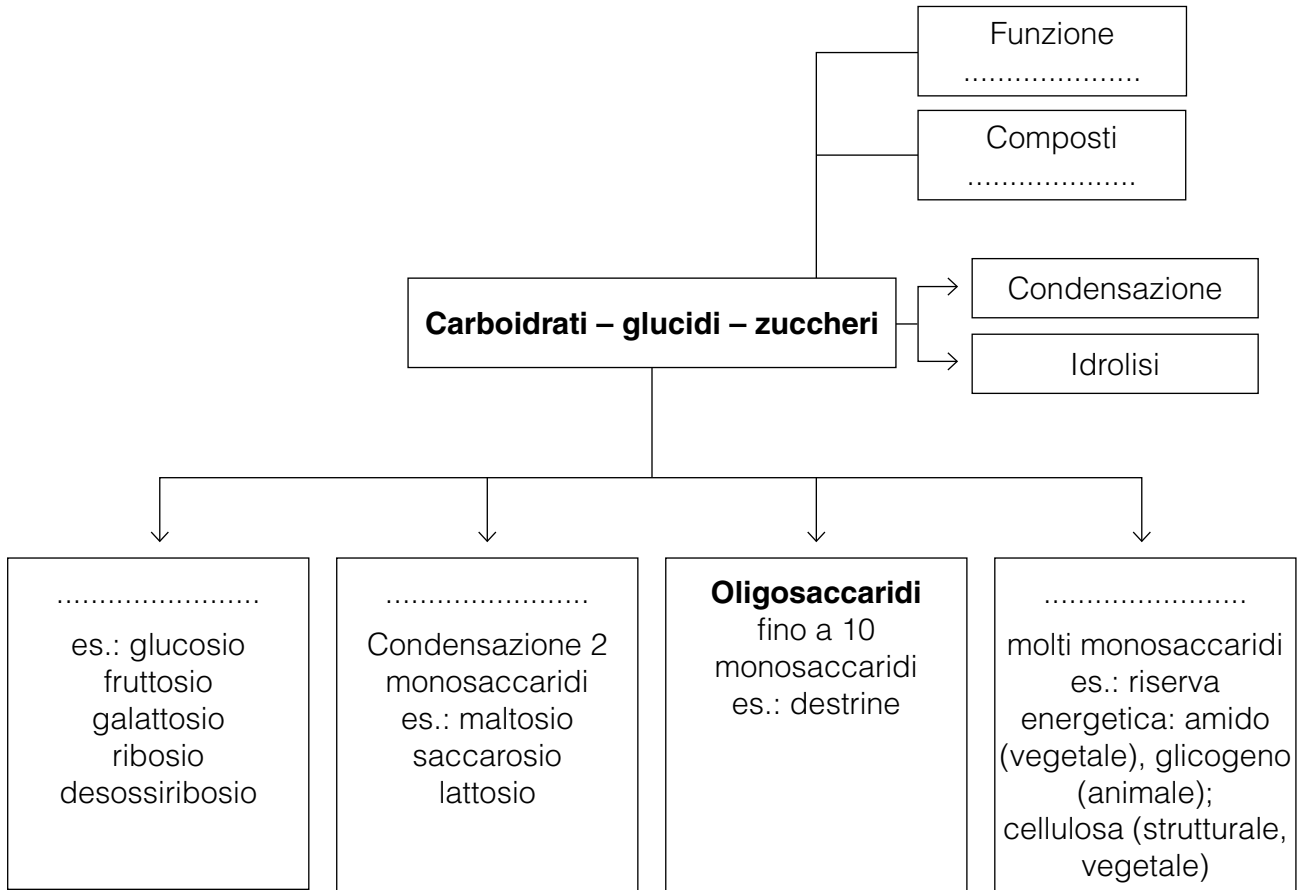 Funzione
.....................
Composti
....................
Carboidrati – glucidi – zuccheri
Condensazione
Idrolisi
........................
es.: glucosio
fruttosio
galattosio
ribosio
desossiribosio
........................
Condensazione 2
monosaccaridi
es.: maltosio
saccarosio
lattosio
Oligosaccaridi
fino a 10
monosaccaridi
es.: destrine
........................
molti monosaccaridi
es.: riserva
energetica: amido
(vegetale), glicogeno
(animale);
cellulosa (strutturale,
vegetale)